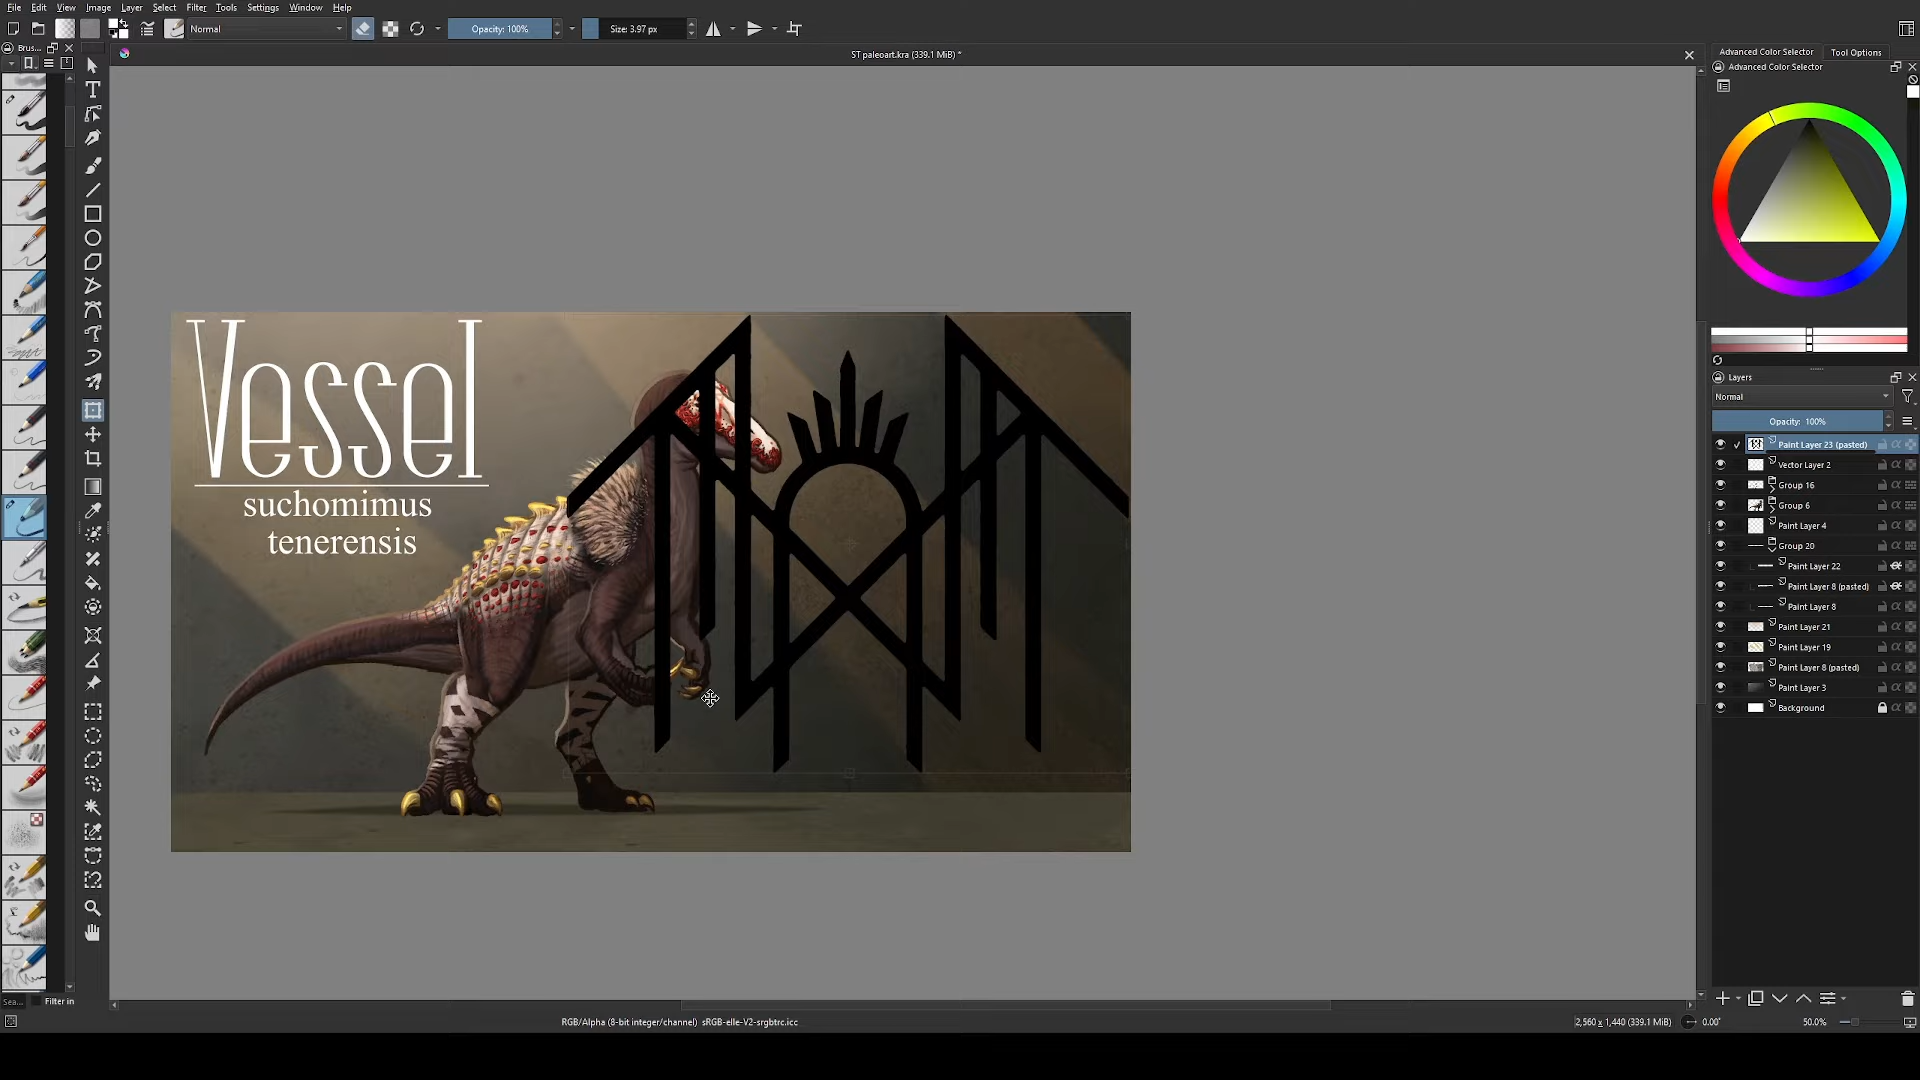 File Edit View Image Layer Select Filter Tools Settings Window Help
Normal
Opacity: 100%
Size: 3.97 px
Brus...
ST paleoart.kra (339.1 MiB) *
Advanced Color Selector
Tool Options
Advanced Color Selector
Vessel
suchomimus
tenerensis
Layers
Normal
Opacity: 100%
Paint Layer 23 (pasted)
Vector Layer 2
Group 16
Group 6
Paint Layer 4
Group 20
Paint Layer 22
Paint Layer 8 (pasted)
Paint Layer 8
Paint Layer 21
Paint Layer 19
Paint Layer 8 (pasted)
Paint Layer 3
Background
Sea...
Filter in
RGB/Alpha (8-bit integer/channel) sRGB-elle-V2-srgbtrc.icc
2,560 x 1,440 (339.1 MiB)
0.00°
50.0%